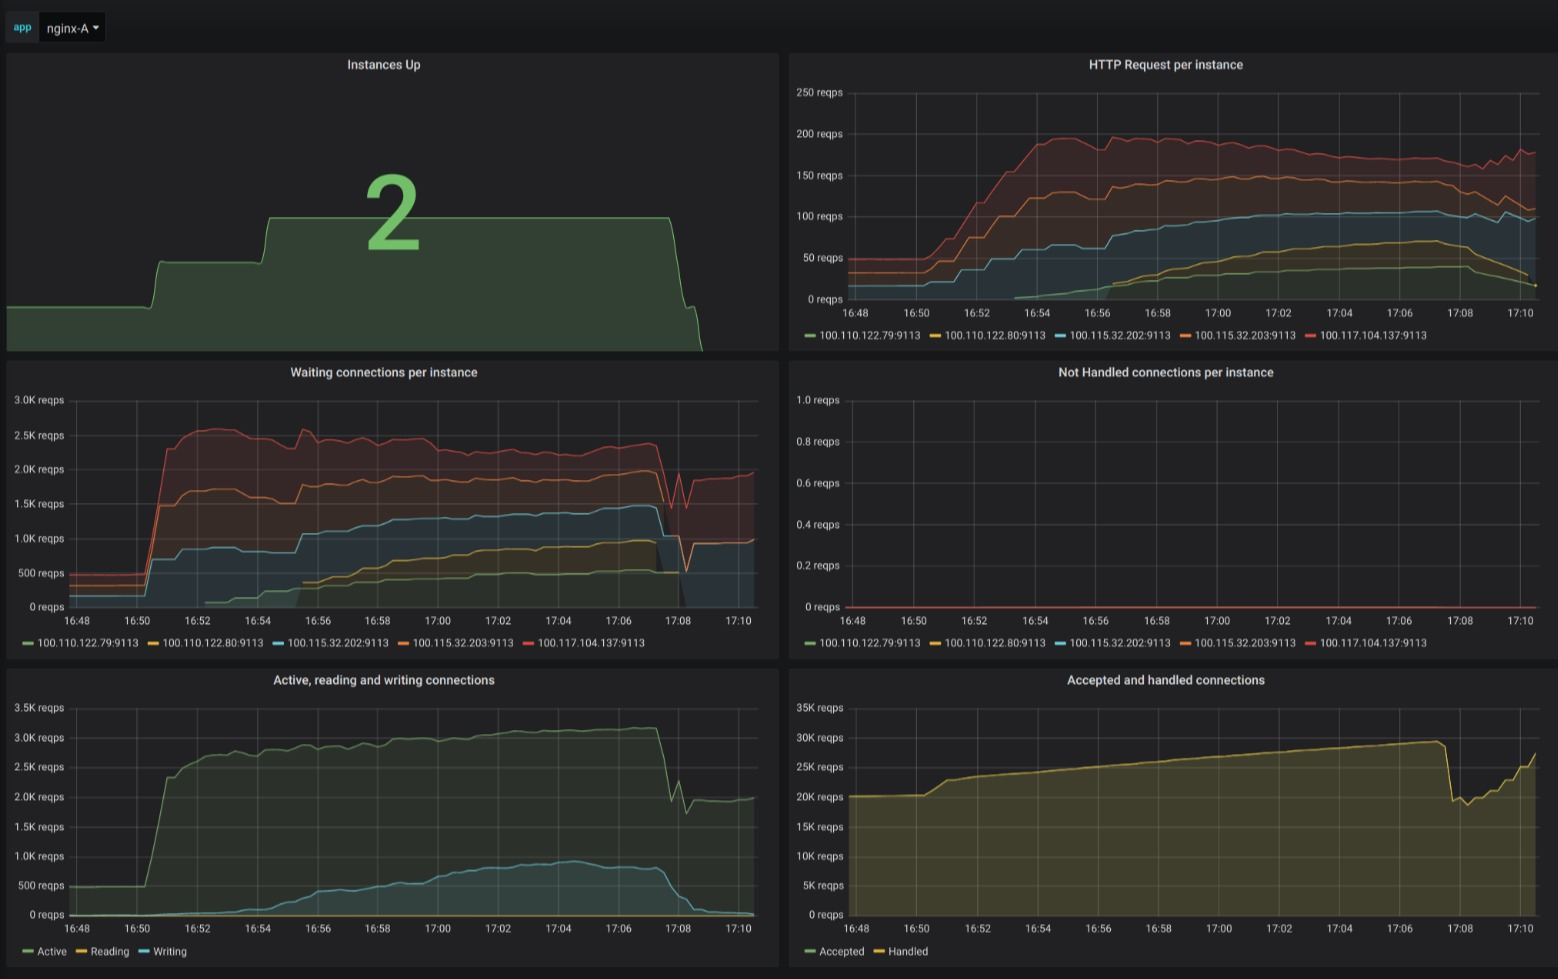 app nginx-A
Instances Up
2
HTTP Request per instance
250 reqps
200 reqps
150 reqps
100 reqps
50 reqps
0 reqps
16:48 16:50 16:52 16:54 16:56 16:58 17:00 17:02 17:04 17:06 17:08 17:10
100.110.122.79:9113 100.110.122.80:9113 100.115.32.202:9113 100.115.32.203:9113 100.117.104.137:9113
Waiting connections per instance
3.0K reqps
2.5K reqps
2.0K reqps
1.5K reqps
1.0K reqps
500 reqps
0 reqps
16:48 16:50 16:52 16:54 16:56 16:58 17:00 17:02 17:04 17:06 17:08 17:10
100.110.122.79:9113 100.110.122.80:9113 100.115.32.202:9113 100.115.32.203:9113 100.117.104.137:9113
Not Handled connections per instance
1.0 reqps
0.8 reqps
0.6 reqps
0.4 reqps
0.2 reqps
0 reqps
16:48 16:50 16:52 16:54 16:56 16:58 17:00 17:02 17:04 17:06 17:08 17:10
100.110.122.79:9113 100.110.122.80:9113 100.115.32.202:9113 100.115.32.203:9113 100.117.104.137:9113
Active, reading and writing connections
3.5K reqps
3.0K reqps
2.5K reqps
2.0K reqps
1.5K reqps
1.0K reqps
500 reqps
0 reqps
16:48 16:50 16:52 16:54 16:56 16:58 17:00 17:02 17:04 17:06 17:08 17:10
Active Reading Writing
Accepted and handled connections
35K reqps
30K reqps
25K reqps
20K reqps
15K reqps
10K reqps
5K reqps
0 reqps
16:48 16:50 16:52 16:54 16:56 16:58 17:00 17:02 17:04 17:06 17:08 17:10
Accepted Handled